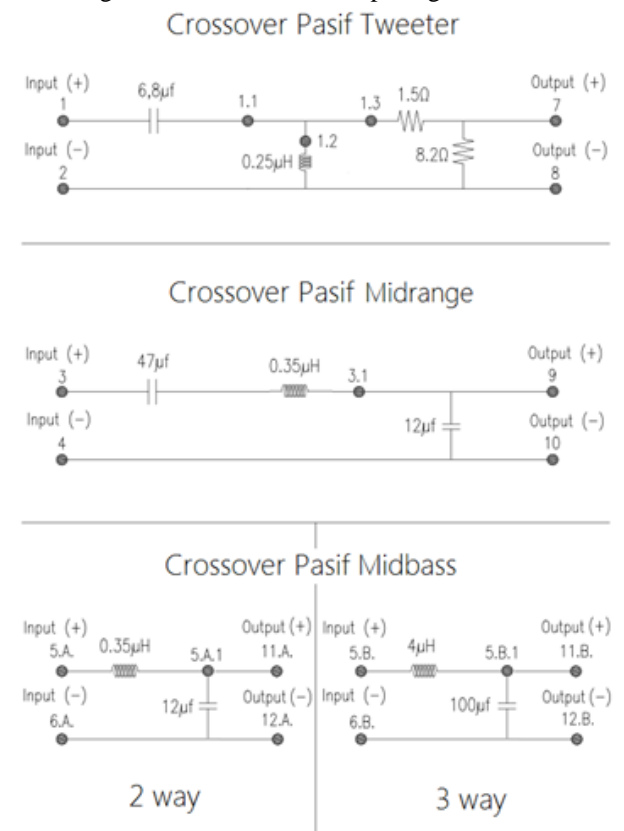 Crossover Pasif Tweeter
Input (+)
1
6,8µf
1.1
1.3
1.5Ω
Output (+)
7
Input (-)
2
1.2
0.25µH
8.2Ω
Output (-)
8
Crossover Pasif Midrange
Input (+)
3
47µf
0.35µH
3.1
Output (+)
9
Input (-)
4
12µf
Output (-)
10
Crossover Pasif Midbass
Input (+)
5.A.
0.35µH
5.A.1
Output (+)
11.A.
Input (-)
6.A.
12µf
Output (-)
12.A.
2 way
Input (+)
5.B.
4µH
5.B.1
Output (+)
11.B.
Input (-)
6.B.
100µf
Output (-)
12.B.
3 way